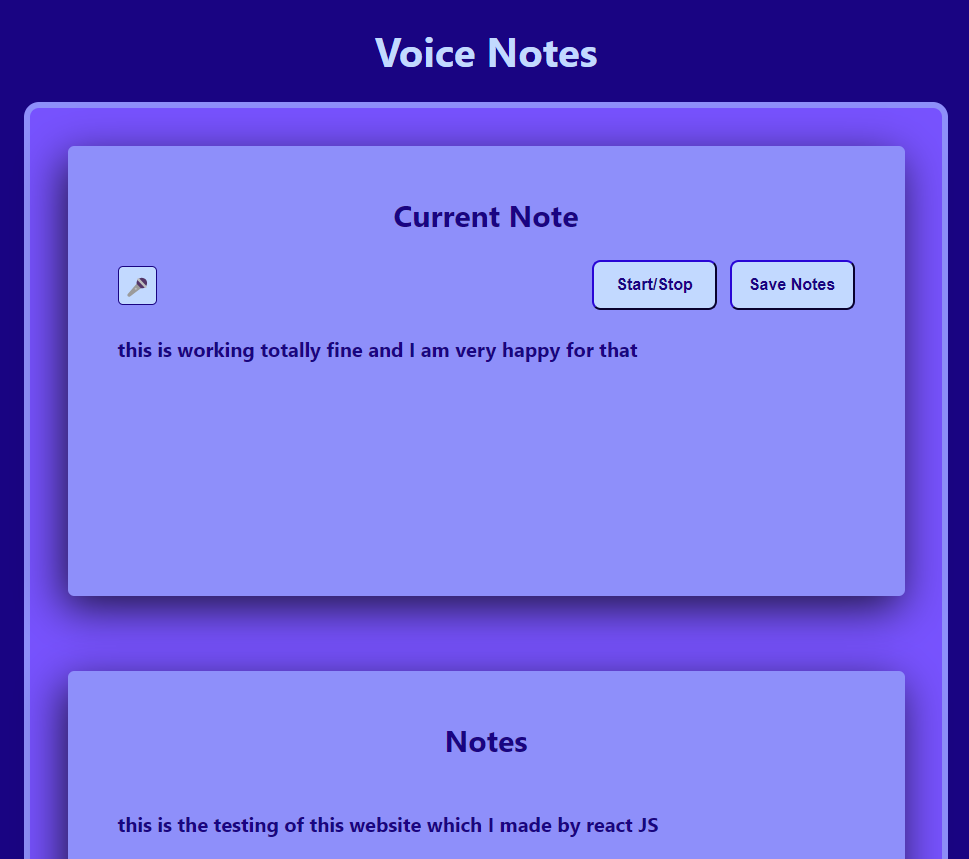 Voice Notes
Current Note
Start/Stop Save Notes
this is working totally fine and I am very happy for that
Notes
this is the testing of this website which I made by react JS